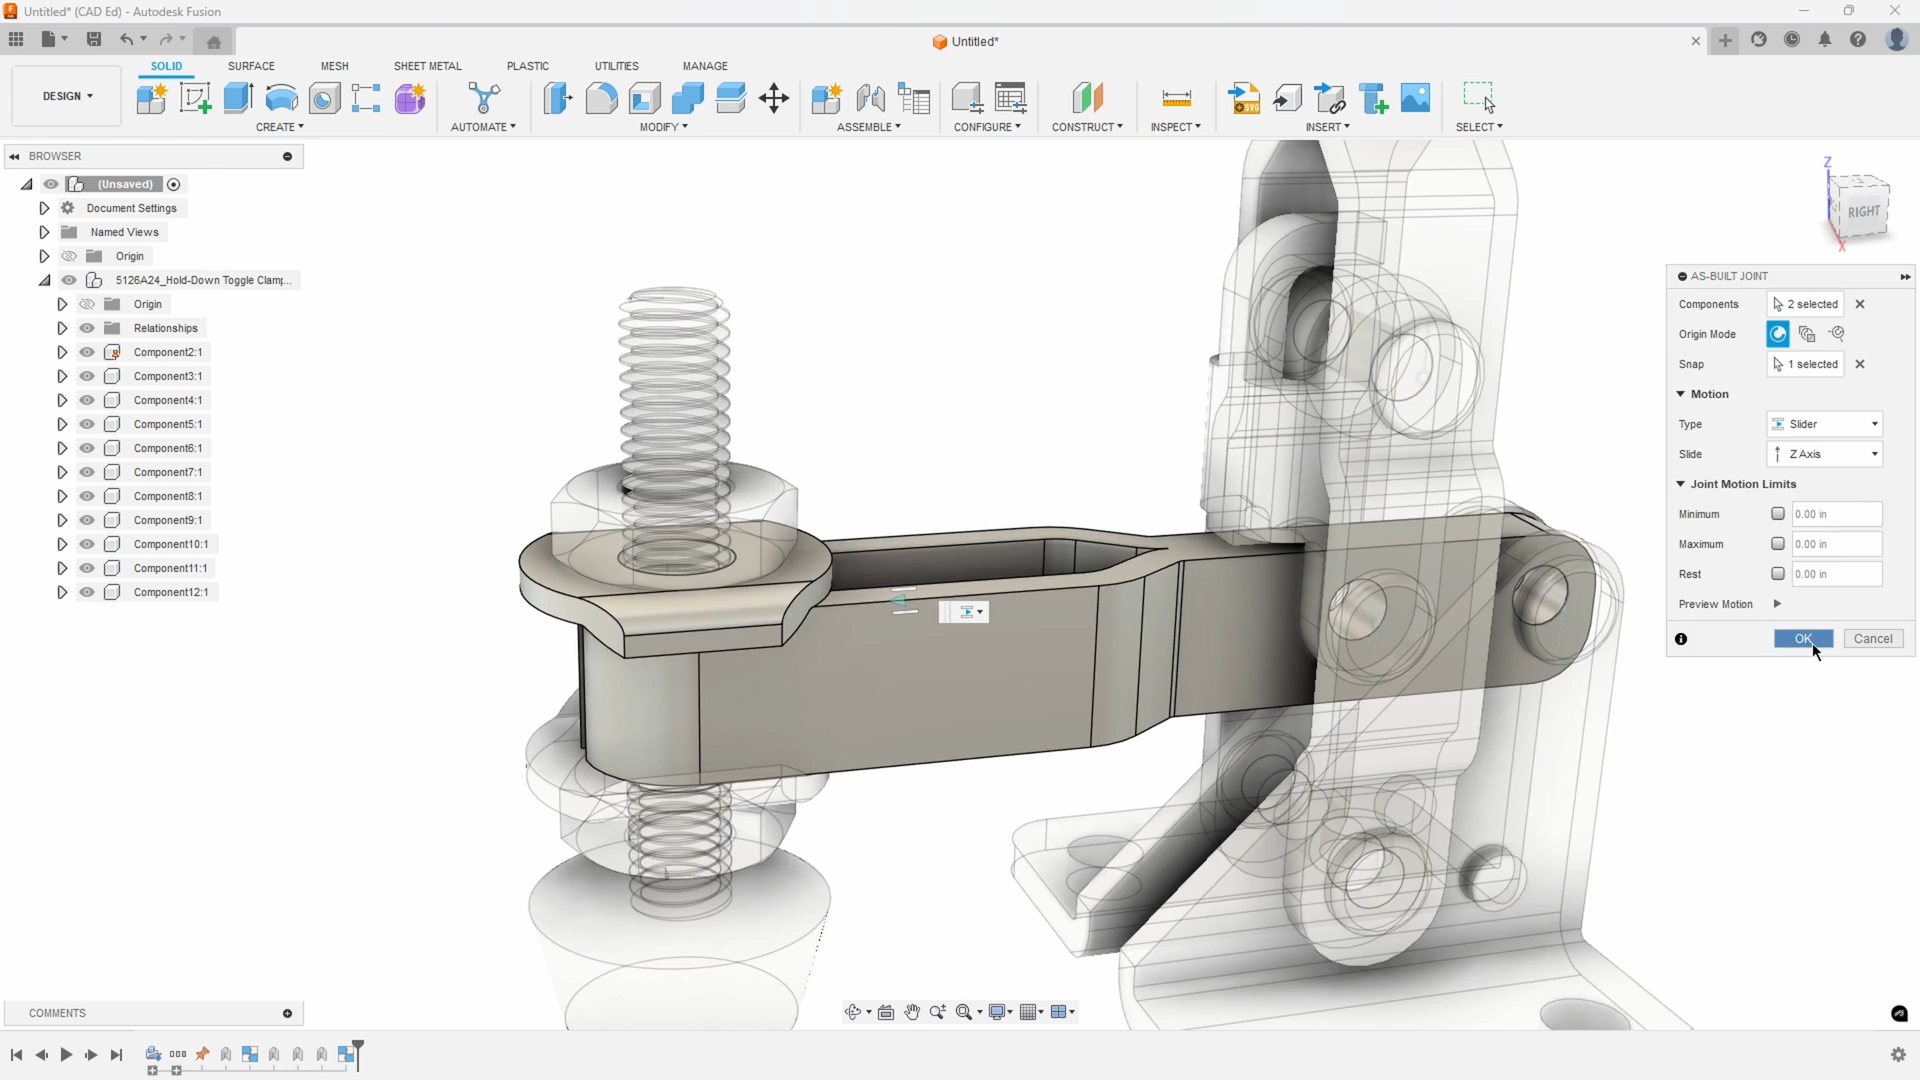 Untitled* (CAD Ed) - Autodesk Fusion
Untitled*
DESIGN
SOLID
SURFACE
MESH
SHEET METAL
PLASTIC
UTILITIES
MANAGE
CREATE
AUTOMATE
MODIFY
ASSEMBLE
CONFIGURE
CONSTRUCT
INSPECT
SVG
INSERT
SELECT
BROWSER
(Unsaved)
Document Settings
Named Views
Origin
5126A24_Hold-Down Toggle Clamp...
Origin
Relationships
Component2:1
Component3:1
Component4:1
Component5:1
Component6:1
Component7:1
Component8:1
Component9:1
Component10:1
Component11:1
Component12:1
Z
RIGHT
X
AS-BUILT JOINT
Components 2 selected
Origin Mode
Snap 1 selected
Motion
Type Slider
Slide Z Axis
Joint Motion Limits
Minimum 0.00 in
Maximum 0.00 in
Rest 0.00 in
Preview Motion
OK Cancel
COMMENTS